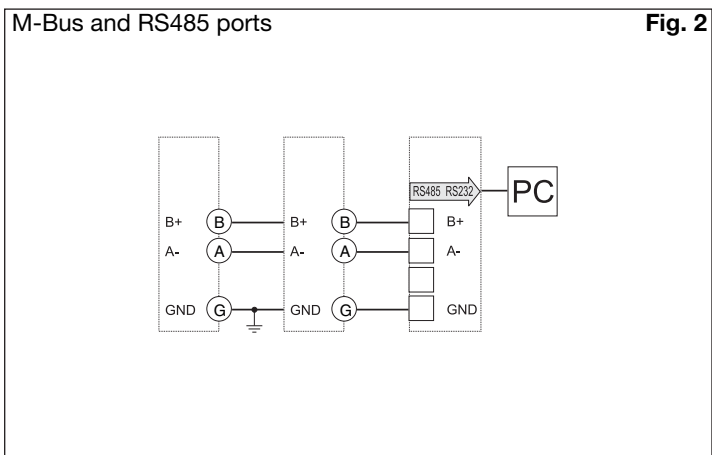 M-Bus and RS485 ports Fig. 2
RS485 RS232 PC
B+ B B+ B B+
A- A A- A A-
GND G GND G GND